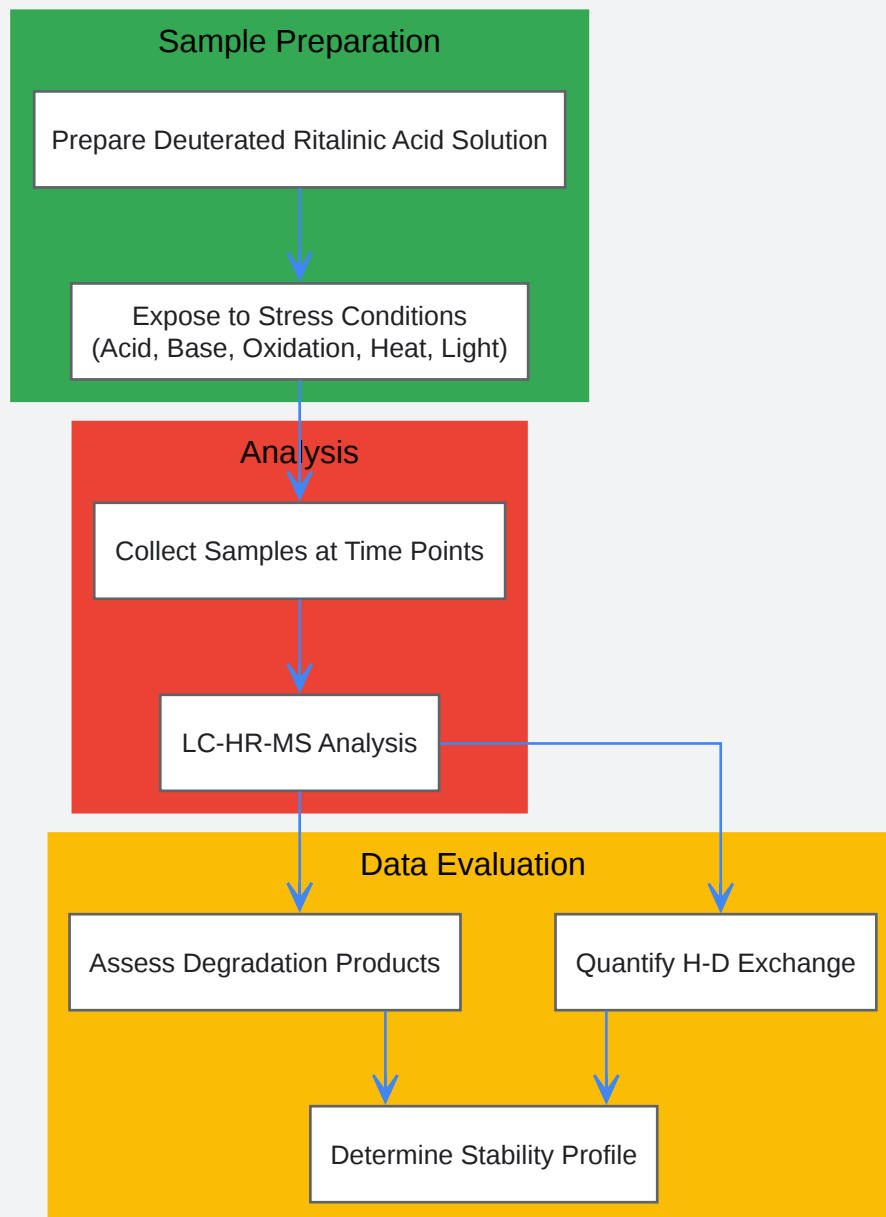 Sample Preparation
Prepare Deuterated Ritalinic Acid Solution
Expose to Stress Conditions
(Acid, Base, Oxidation, Heat, Light)
Analysis
Collect Samples at Time Points
LC-HR-MS Analysis
Data Evaluation
Assess Degradation Products
Quantify H-D Exchange
Determine Stability Profile